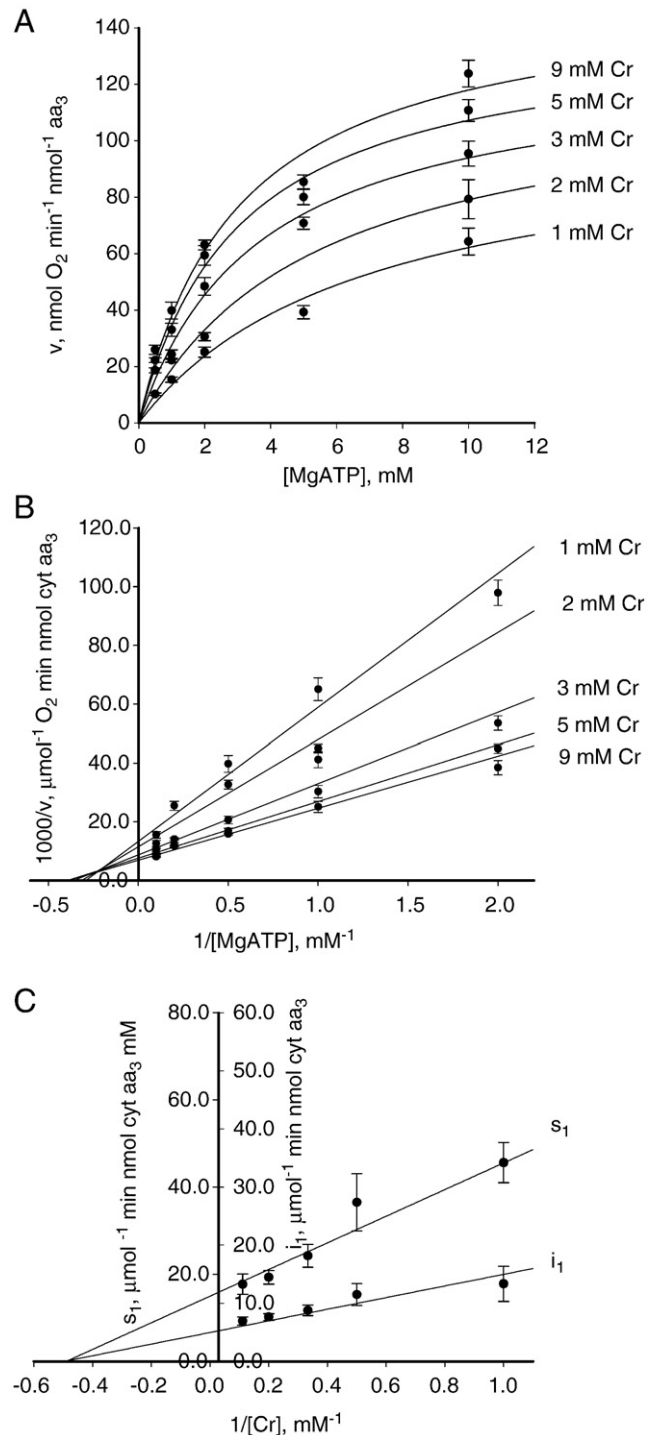 A
140
120
100
80
60
40
20
0
v, nmol O₂ min⁻¹ nmol⁻¹ aa₃
9 mM Cr
5 mM Cr
3 mM Cr
2 mM Cr
1 mM Cr
0 2 4 6 8 10 12
[MgATP], mM
B
120.0
100.0
80.0
60.0
40.0
20.0
0.0
1000/v, μmol⁻¹ O₂ min nmol cyt aa₃
1 mM Cr
2 mM Cr
3 mM Cr
5 mM Cr
9 mM Cr
-0.5 0.0 0.5 1.0 1.5 2.0
1/[MgATP], mM⁻¹
C
80.0 60.0
50.0
60.0
40.0
40.0 30.0
20.0
20.0
10.0
0.0 0.0
s₁, μmol⁻¹ min nmol cyt aa₃ mM
i₁, μmol⁻¹ min nmol cyt aa₃
s₁
i₁
-0.6 -0.4 -0.2 0.0 0.2 0.4 0.6 0.8 1.0
1/[Cr], mM⁻¹